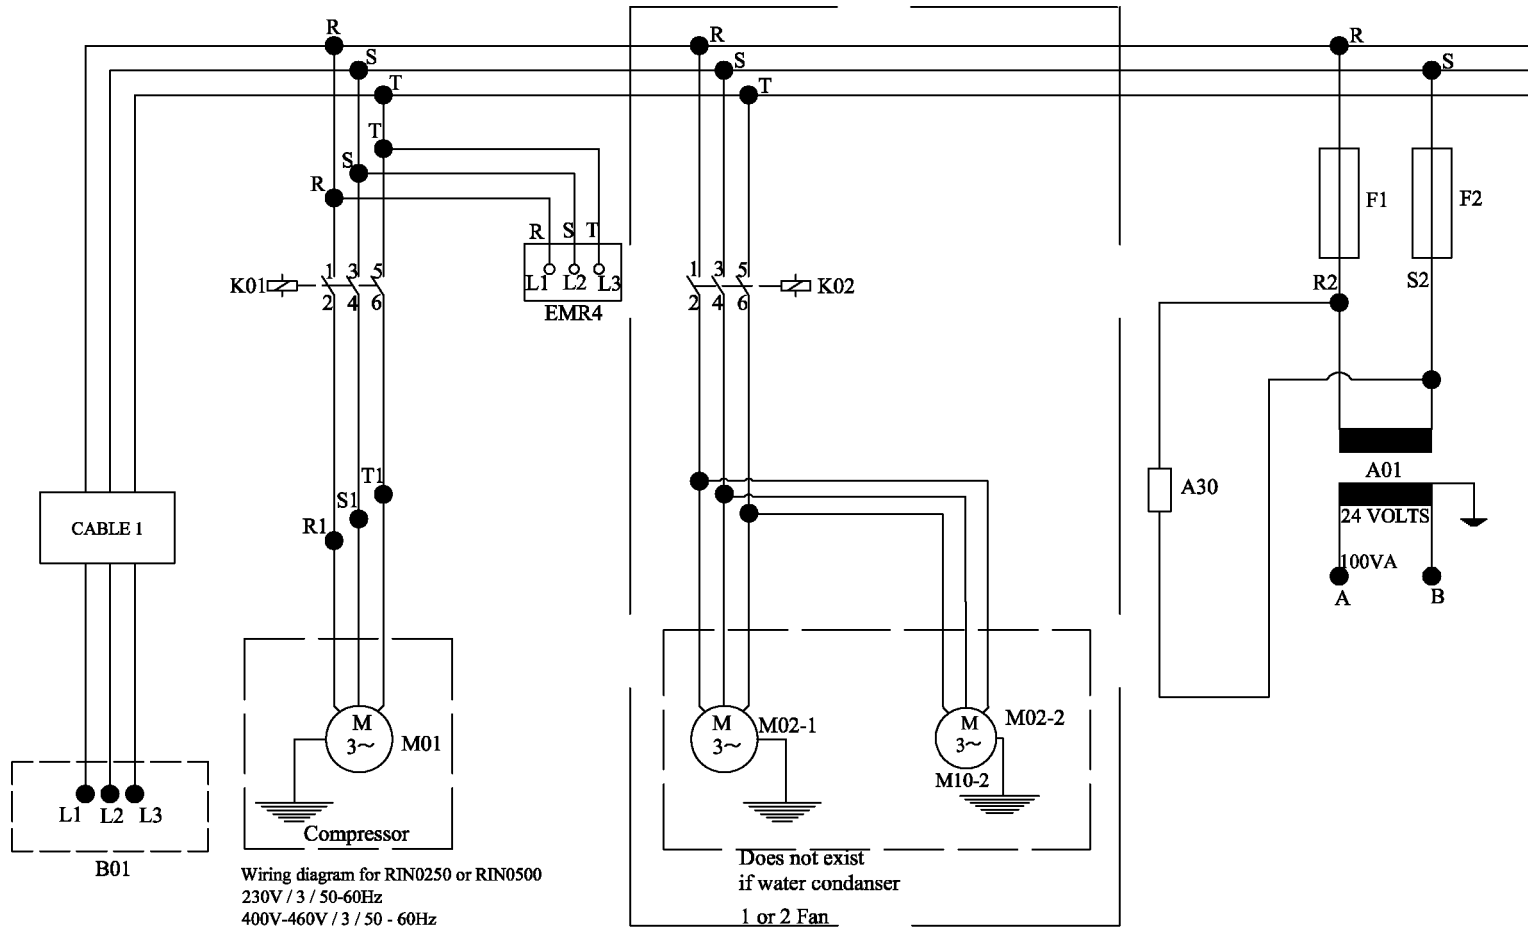 R
S
T
R
S
T
R
S
T
S
R
R S T
L1 L2 L3
EMR4
K01
1 3 5
2 4 6
1 3 5
2 4 6
K02
F1
F2
R2
S2
T1
S1
R1
CABLE 1
A30
A01
24 VOLTS
100VA
A
B
M
3~
M01
Compressor
M
3~
M02-1
M
3~
M02-2
M10-2
L1 L2 L3
B01
Does not exist
if water condanser
1 or 2 Fan
Wiring diagram for RIN0250 or RIN0500
230V / 3 / 50-60Hz
400V-460V / 3 / 50 - 60Hz